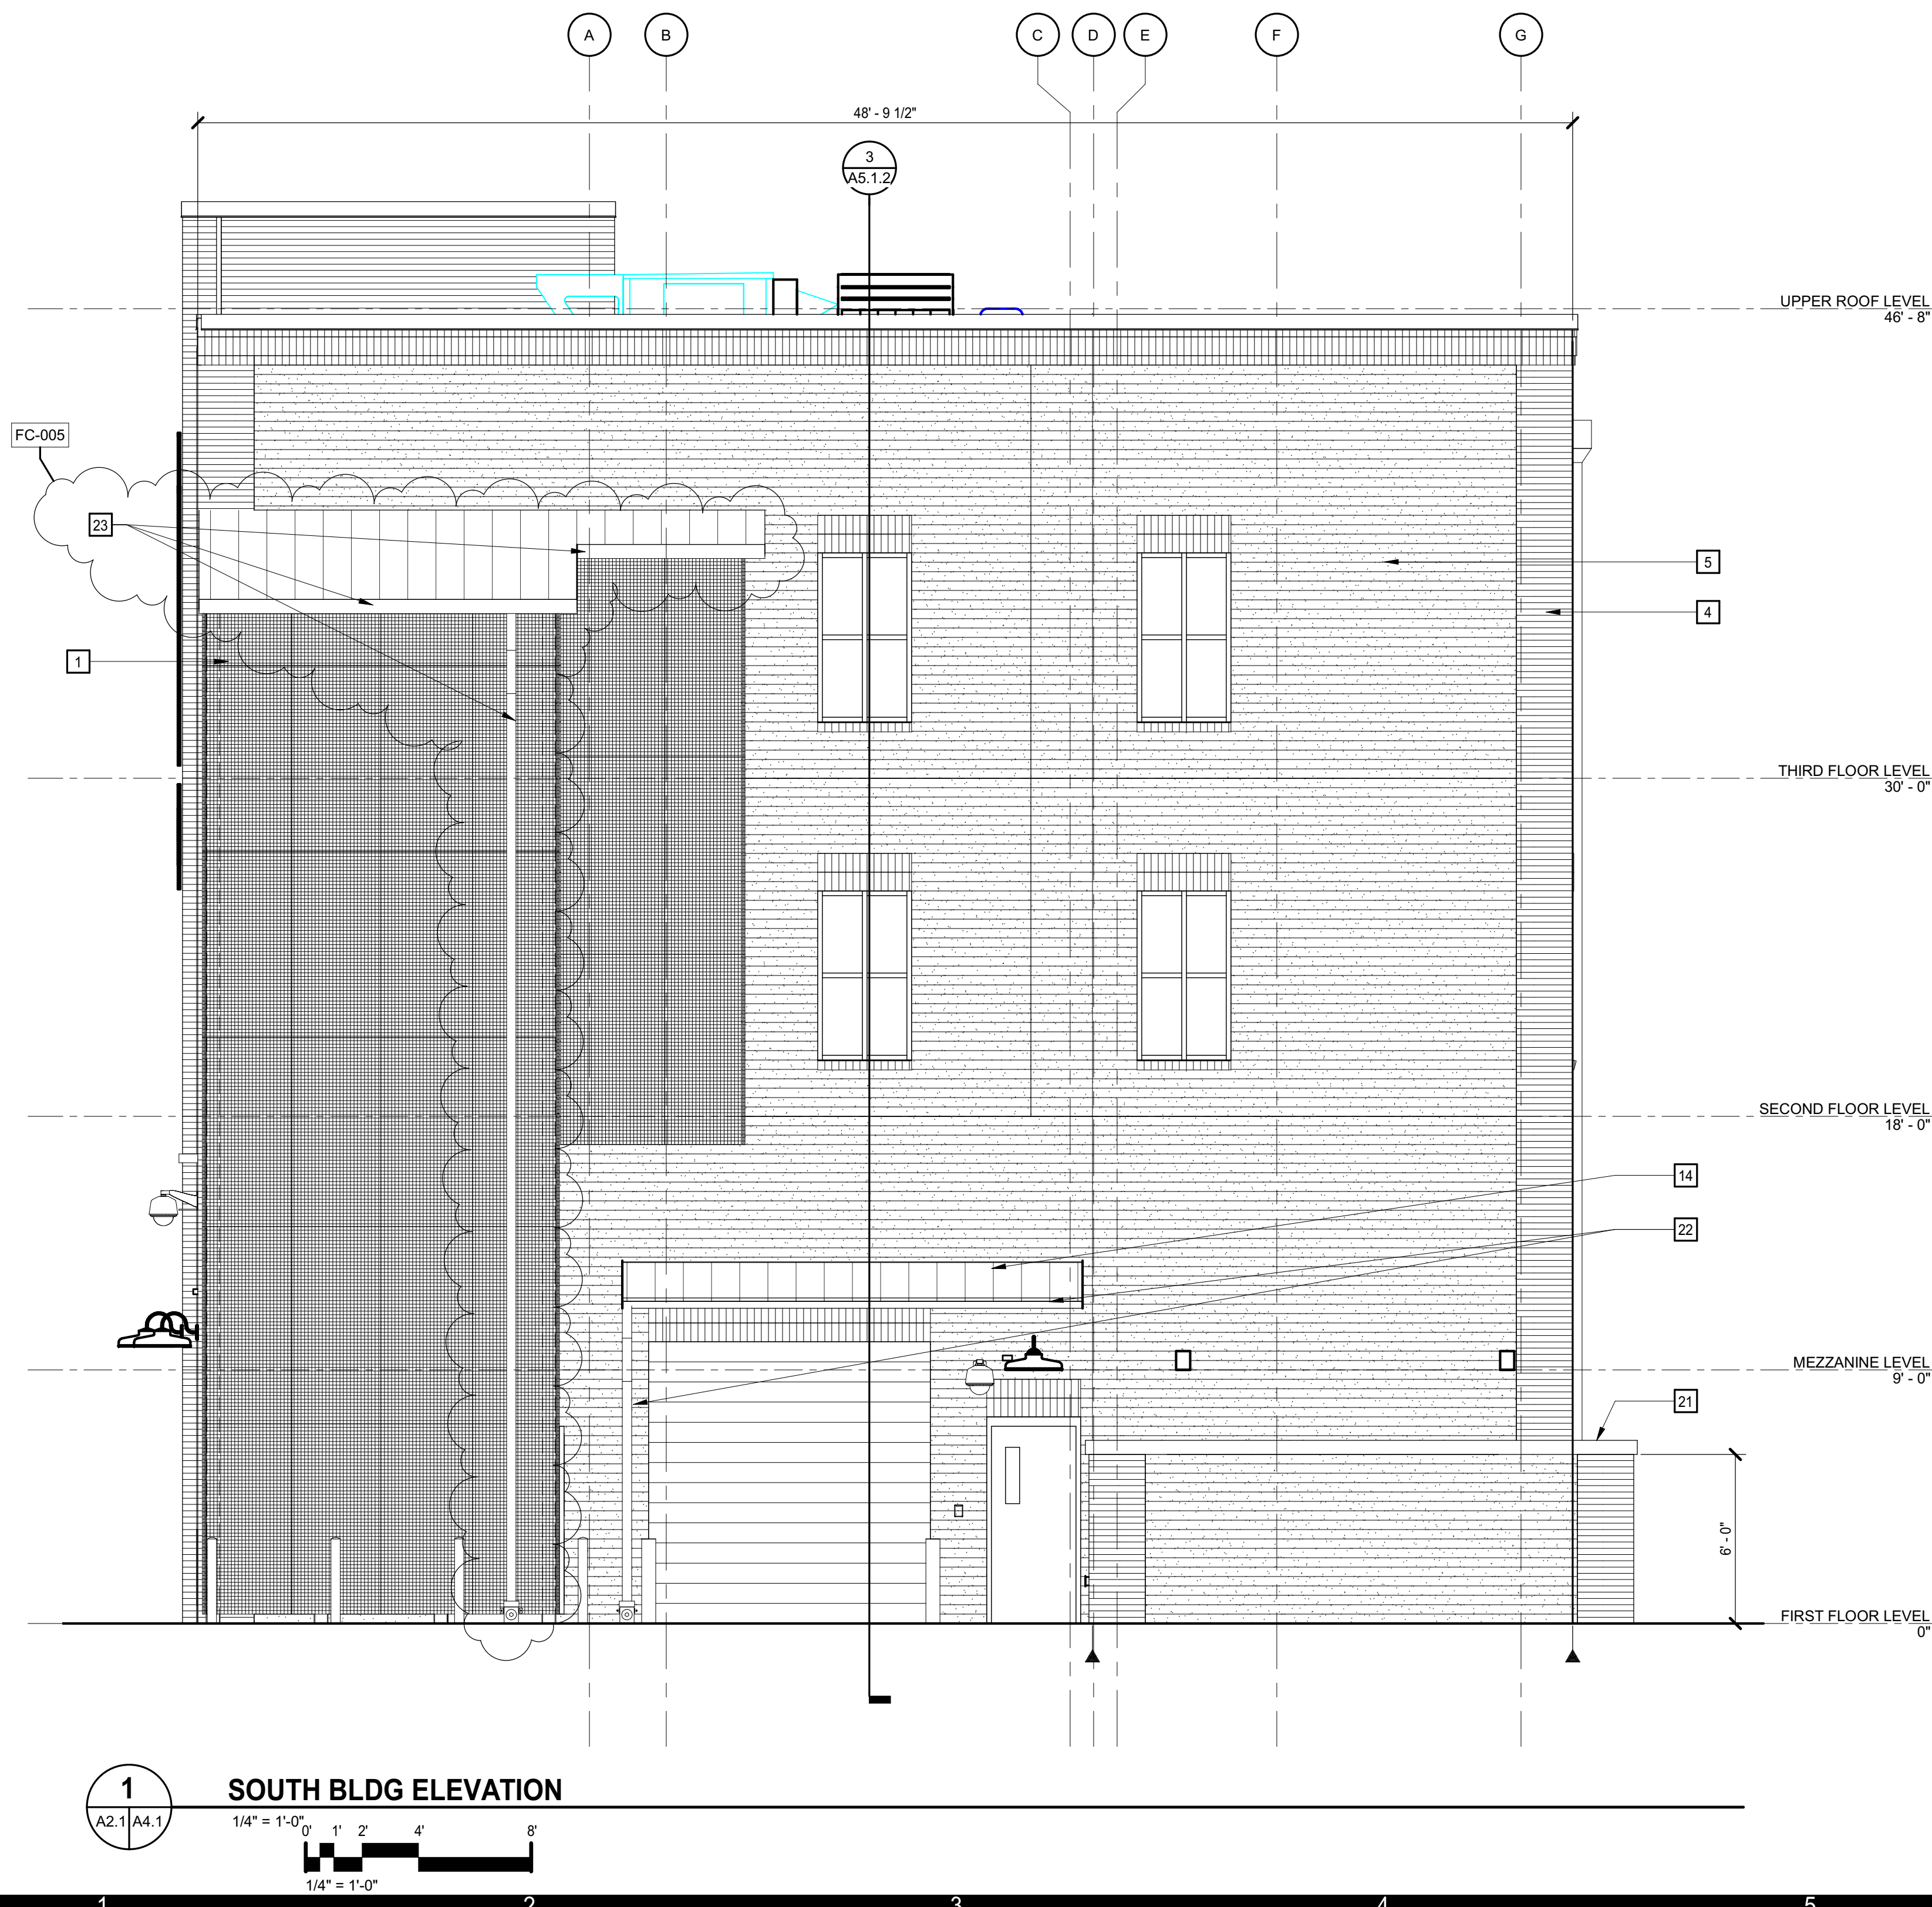 A B C D E F G
48' - 9 1/2"
3
A5.1.2
UPPER ROOF LEVEL
46' - 8"
FC-005
23
5
4
1
THIRD FLOOR LEVEL
30' - 0"
SECOND FLOOR LEVEL
18' - 0"
14
22
MEZZANINE LEVEL
9' - 0"
21
6' - 0"
FIRST FLOOR LEVEL
0"
1
A2.1 A4.1
SOUTH BLDG ELEVATION
1/4" = 1'-0"
0' 1' 2' 4' 8'
1/4" = 1'-0"
1 2 3 4 5